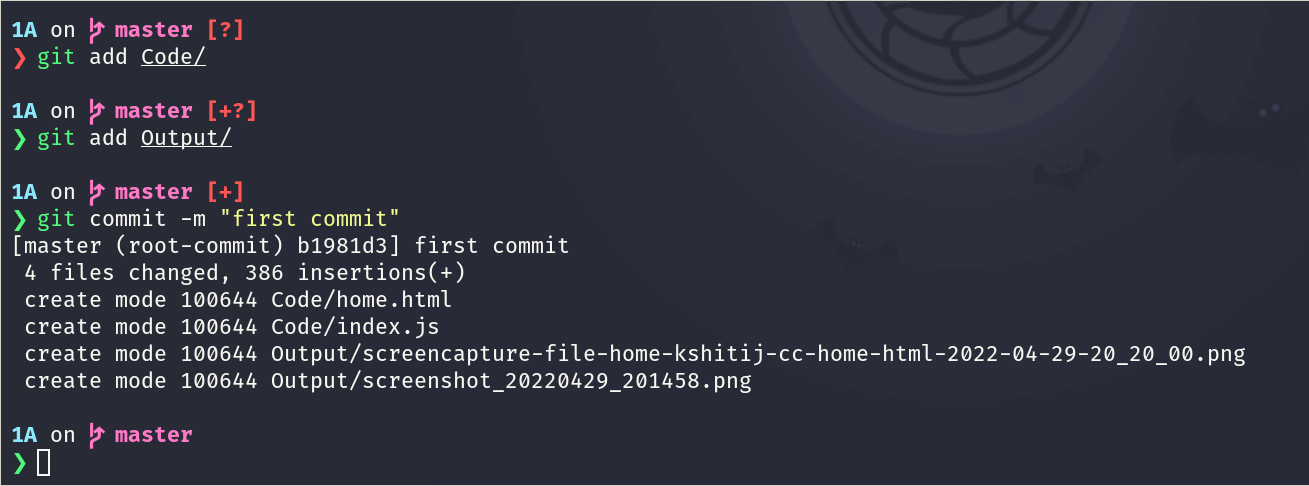 1A on master [?]
❯ git add Code/
1A on master [+?]
❯ git add Output/
1A on master [+]
❯ git commit -m "first commit"
[master (root-commit) b1981d3] first commit
4 files changed, 386 insertions(+)
create mode 100644 Code/home.html
create mode 100644 Code/index.js
create mode 100644 Output/screencapture-file-home-kshitij-cc-home-html-2022-04-29-20_20_00.png
create mode 100644 Output/screenshot_20220429_201458.png
1A on master
❯